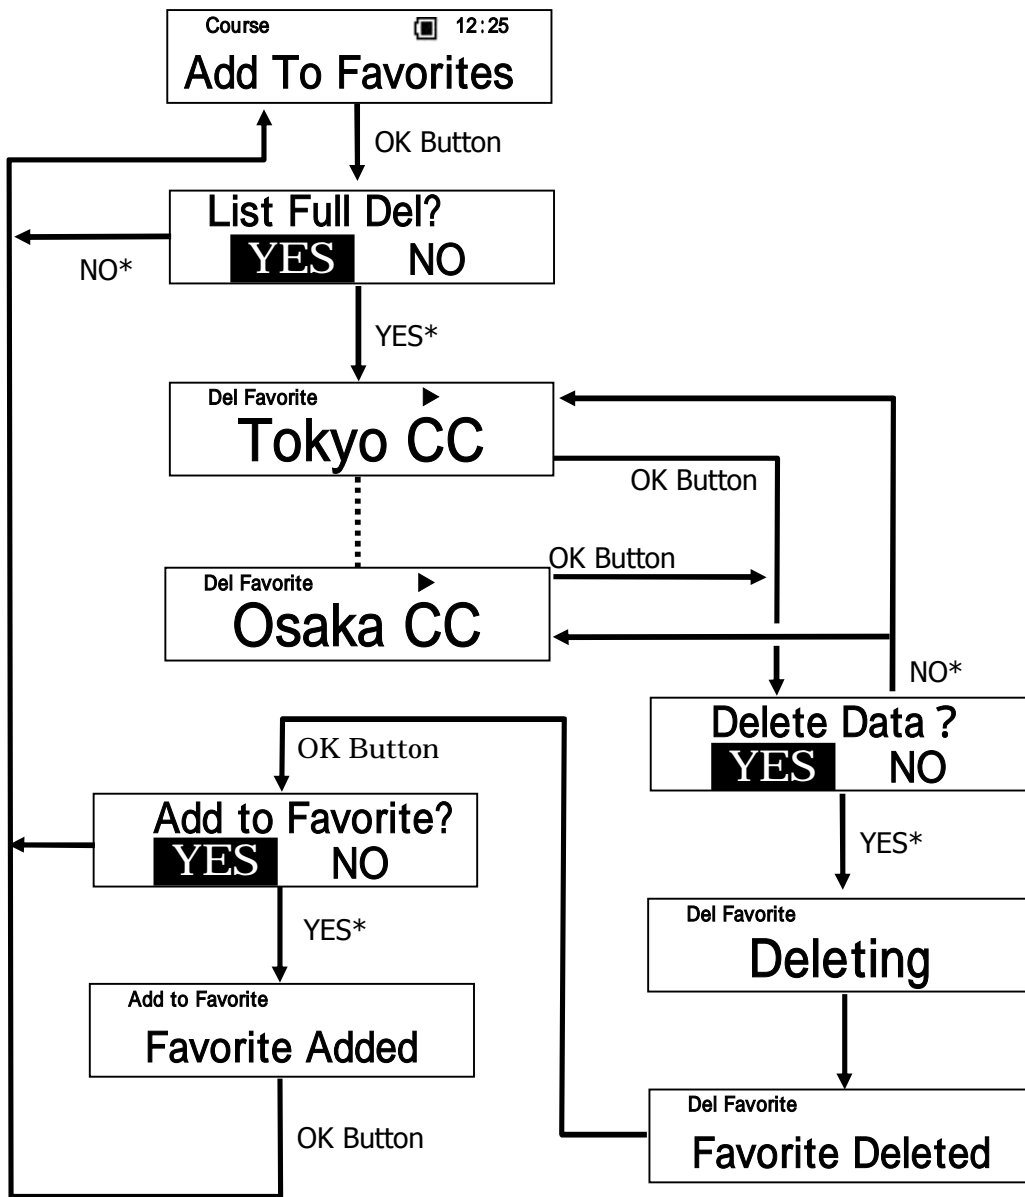 Course 12:25
Add To Favorites
OK Button
List Full Del?
YES NO
NO*
YES*
Del Favorite ▶
Tokyo CC
OK Button
OK Button
Del Favorite ▶
Osaka CC
NO*
Delete Data ?
YES NO
OK Button
Add to Favorite?
YES NO
YES*
YES*
Del Favorite
Deleting
Add to Favorite
Favorite Added
Del Favorite
Favorite Deleted
OK Button